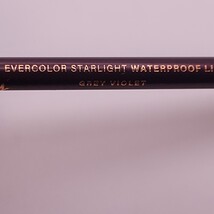 EVERCOLOR STARLIGHT WATERPROOF LI
GREY VIOLET